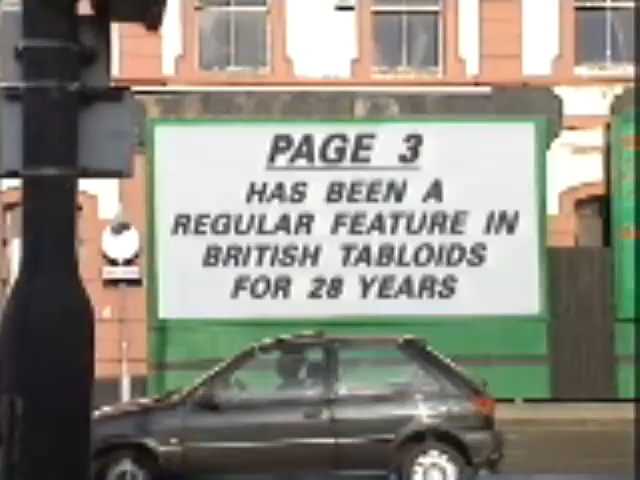 PAGE 3
HAS BEEN A
REGULAR FEATURE IN
BRITISH TABLOIDS
FOR 28 YEARS